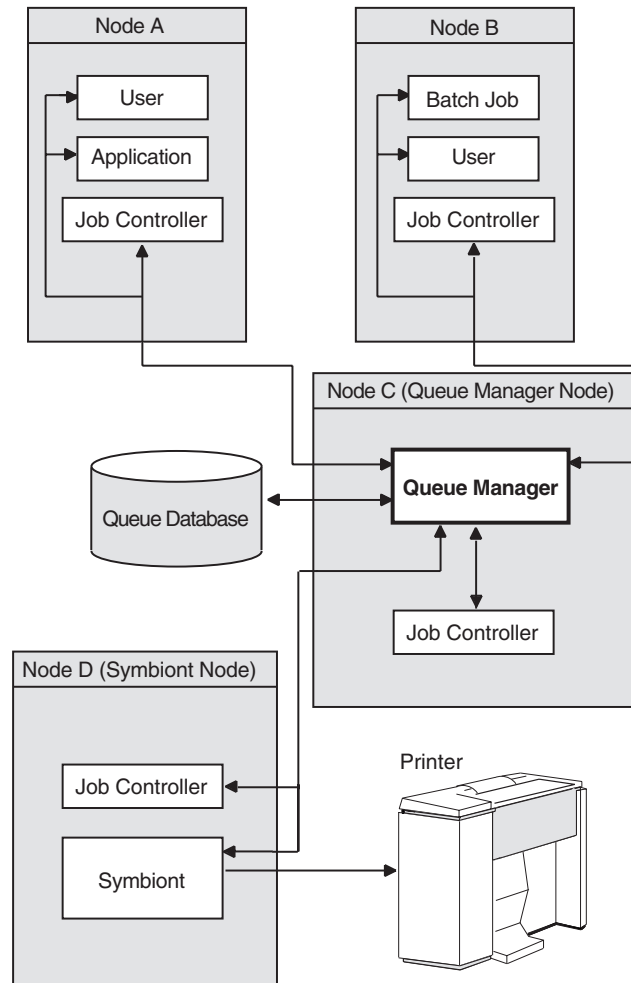 Node A
User
Application
Job Controller
Node B
Batch Job
User
Job Controller
Node C (Queue Manager Node)
Queue Manager
Job Controller
Queue Database
Node D (Symbiont Node)
Job Controller
Symbiont
Printer